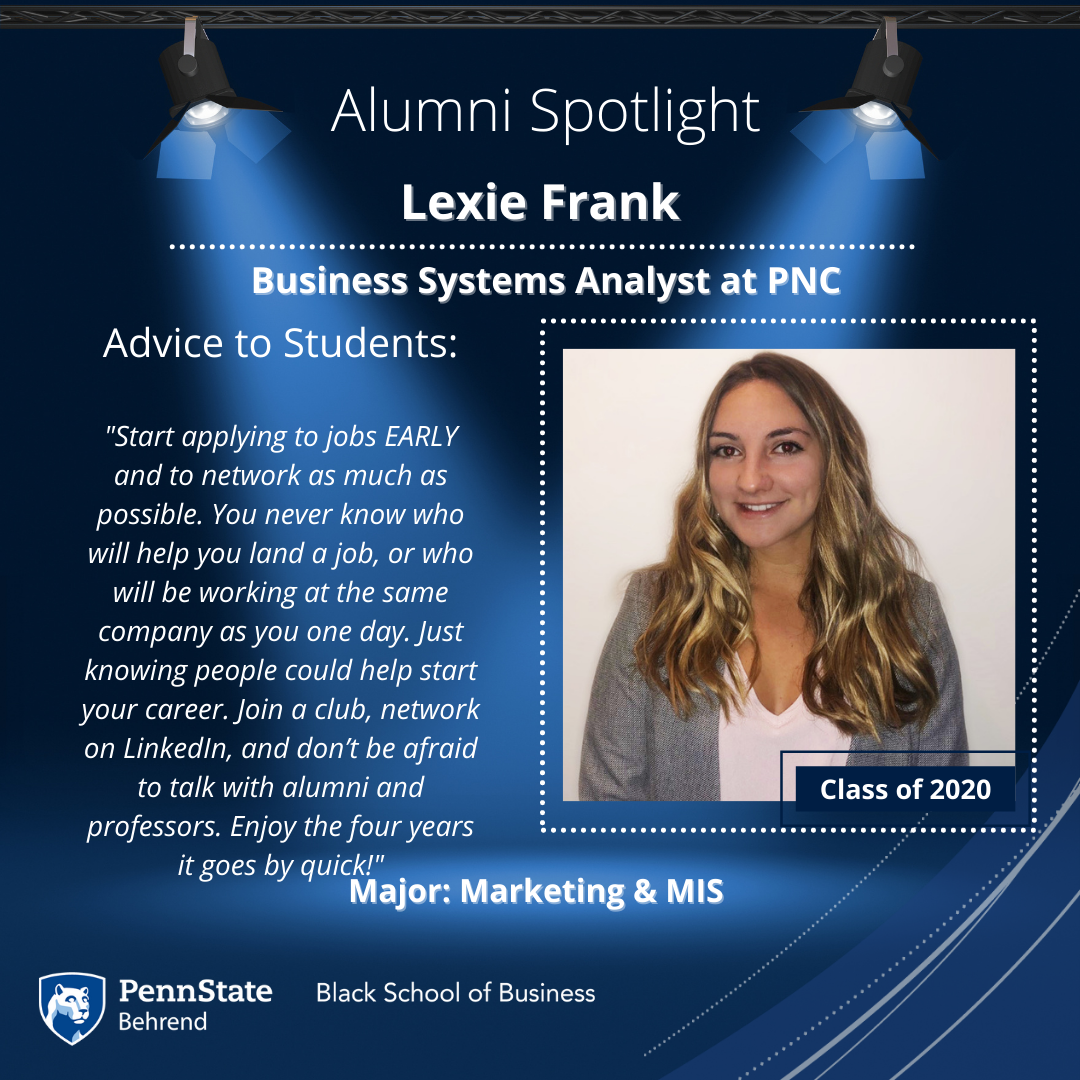 Alumni Spotlight
Lexie Frank
Business Systems Analyst at PNC
Advice to Students:
"Start applying to jobs EARLY
and to network as much as
possible. You never know who
will help you land a job, or who
will be working at the same
company as you one day. Just
knowing people could help start
your career. Join a club, network
on LinkedIn, and don’t be afraid
to talk with alumni and
professors. Enjoy the four years
it goes by quick!"
Class of 2020
Major: Marketing & MIS
PennState
Behrend
Black School of Business